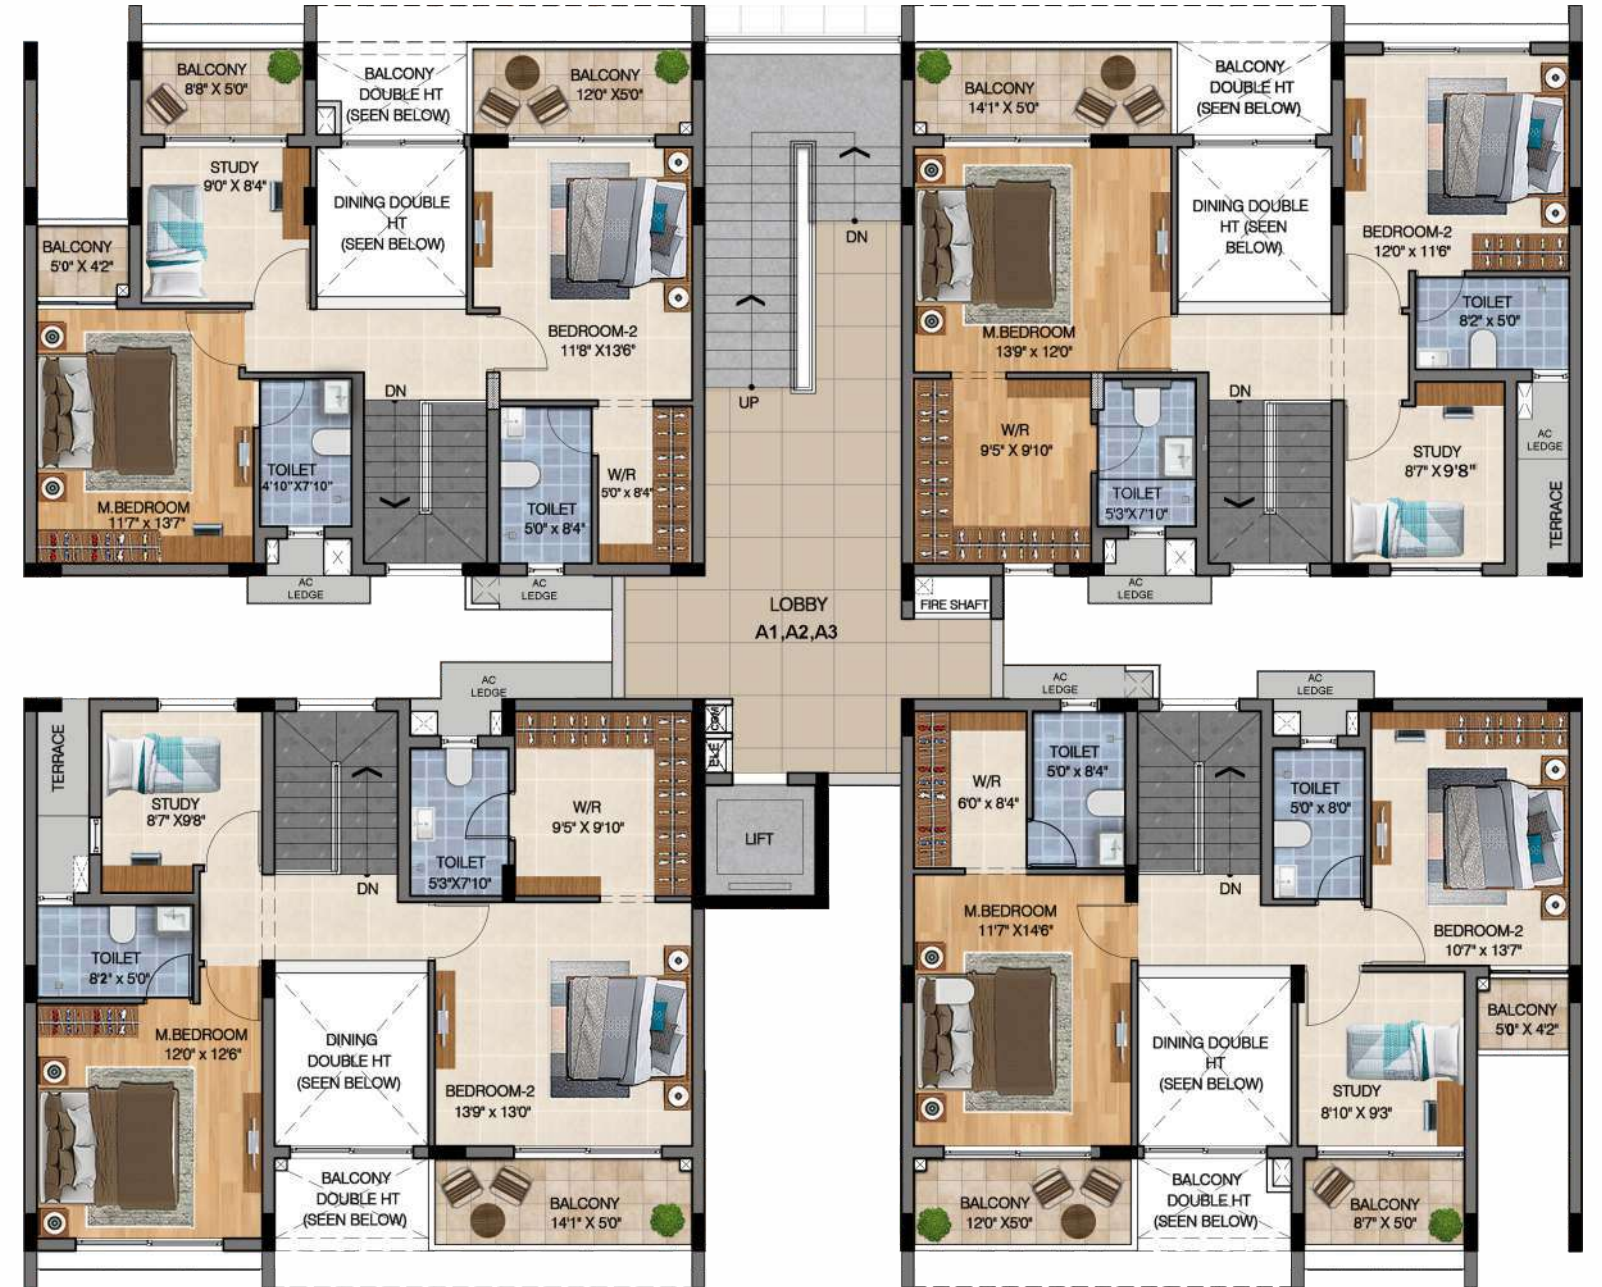 BALCONY
8'8" X 5'0"
BALCONY
DOUBLE HT
(SEEN BELOW)
BALCONY
12'0" X5'0"
STUDY
9'0" X 8'4"
DINING DOUBLE
HT
(SEEN BELOW)
BALCONY
5'0" X 4'2"
BEDROOM-2
11'8" X13'6"
M.BEDROOM
11'7" x 13'7"
TOILET
4'10"X7'10"
DN
TOILET
5'0" x 8'4"
W/R
5'0" x 8'4"
AC
LEDGE
AC
LEDGE
DN
UP
BALCONY
14'1" X 5'0"
BALCONY
DOUBLE HT
(SEEN BELOW)
DINING DOUBLE
HT (SEEN
BELOW)
BEDROOM-2
12'0" x 11'6"
TOILET
8'2" x 5'0"
M.BEDROOM
13'9" x 12'0"
W/R
9'5" X 9'10"
TOILET
5'3"X7'10"
DN
STUDY
8'7" X9'8"
AC
LEDGE
TERRACE
AC
LEDGE
FIRE SHAFT
LOBBY
A1,A2,A3
AC
LEDGE
TERRACE
STUDY
8'7" X9'8"
DN
TOILET
5'3"X7'10"
W/R
9'5" X 9'10"
COM
ELE
LIFT
TOILET
8'2" x 5'0"
M.BEDROOM
12'0" x 12'6"
DINING
DOUBLE HT
(SEEN BELOW)
BEDROOM-2
13'9" x 13'0"
BALCONY
DOUBLE HT
(SEEN BELOW)
BALCONY
14'1" X 5'0"
AC
LEDGE
AC
LEDGE
W/R
6'0" x 8'4"
TOILET
5'0" x 8'4"
DN
TOILET
5'0" x 8'0"
M.BEDROOM
11'7" X14'6"
BEDROOM-2
10'7" x 13'7"
DINING DOUBLE
HT
(SEEN BELOW)
STUDY
8'10" X 9'3"
BALCONY
5'0" X 4'2"
BALCONY
12'0" X5'0"
BALCONY
DOUBLE HT
(SEEN BELOW)
BALCONY
8'7" X 5'0"